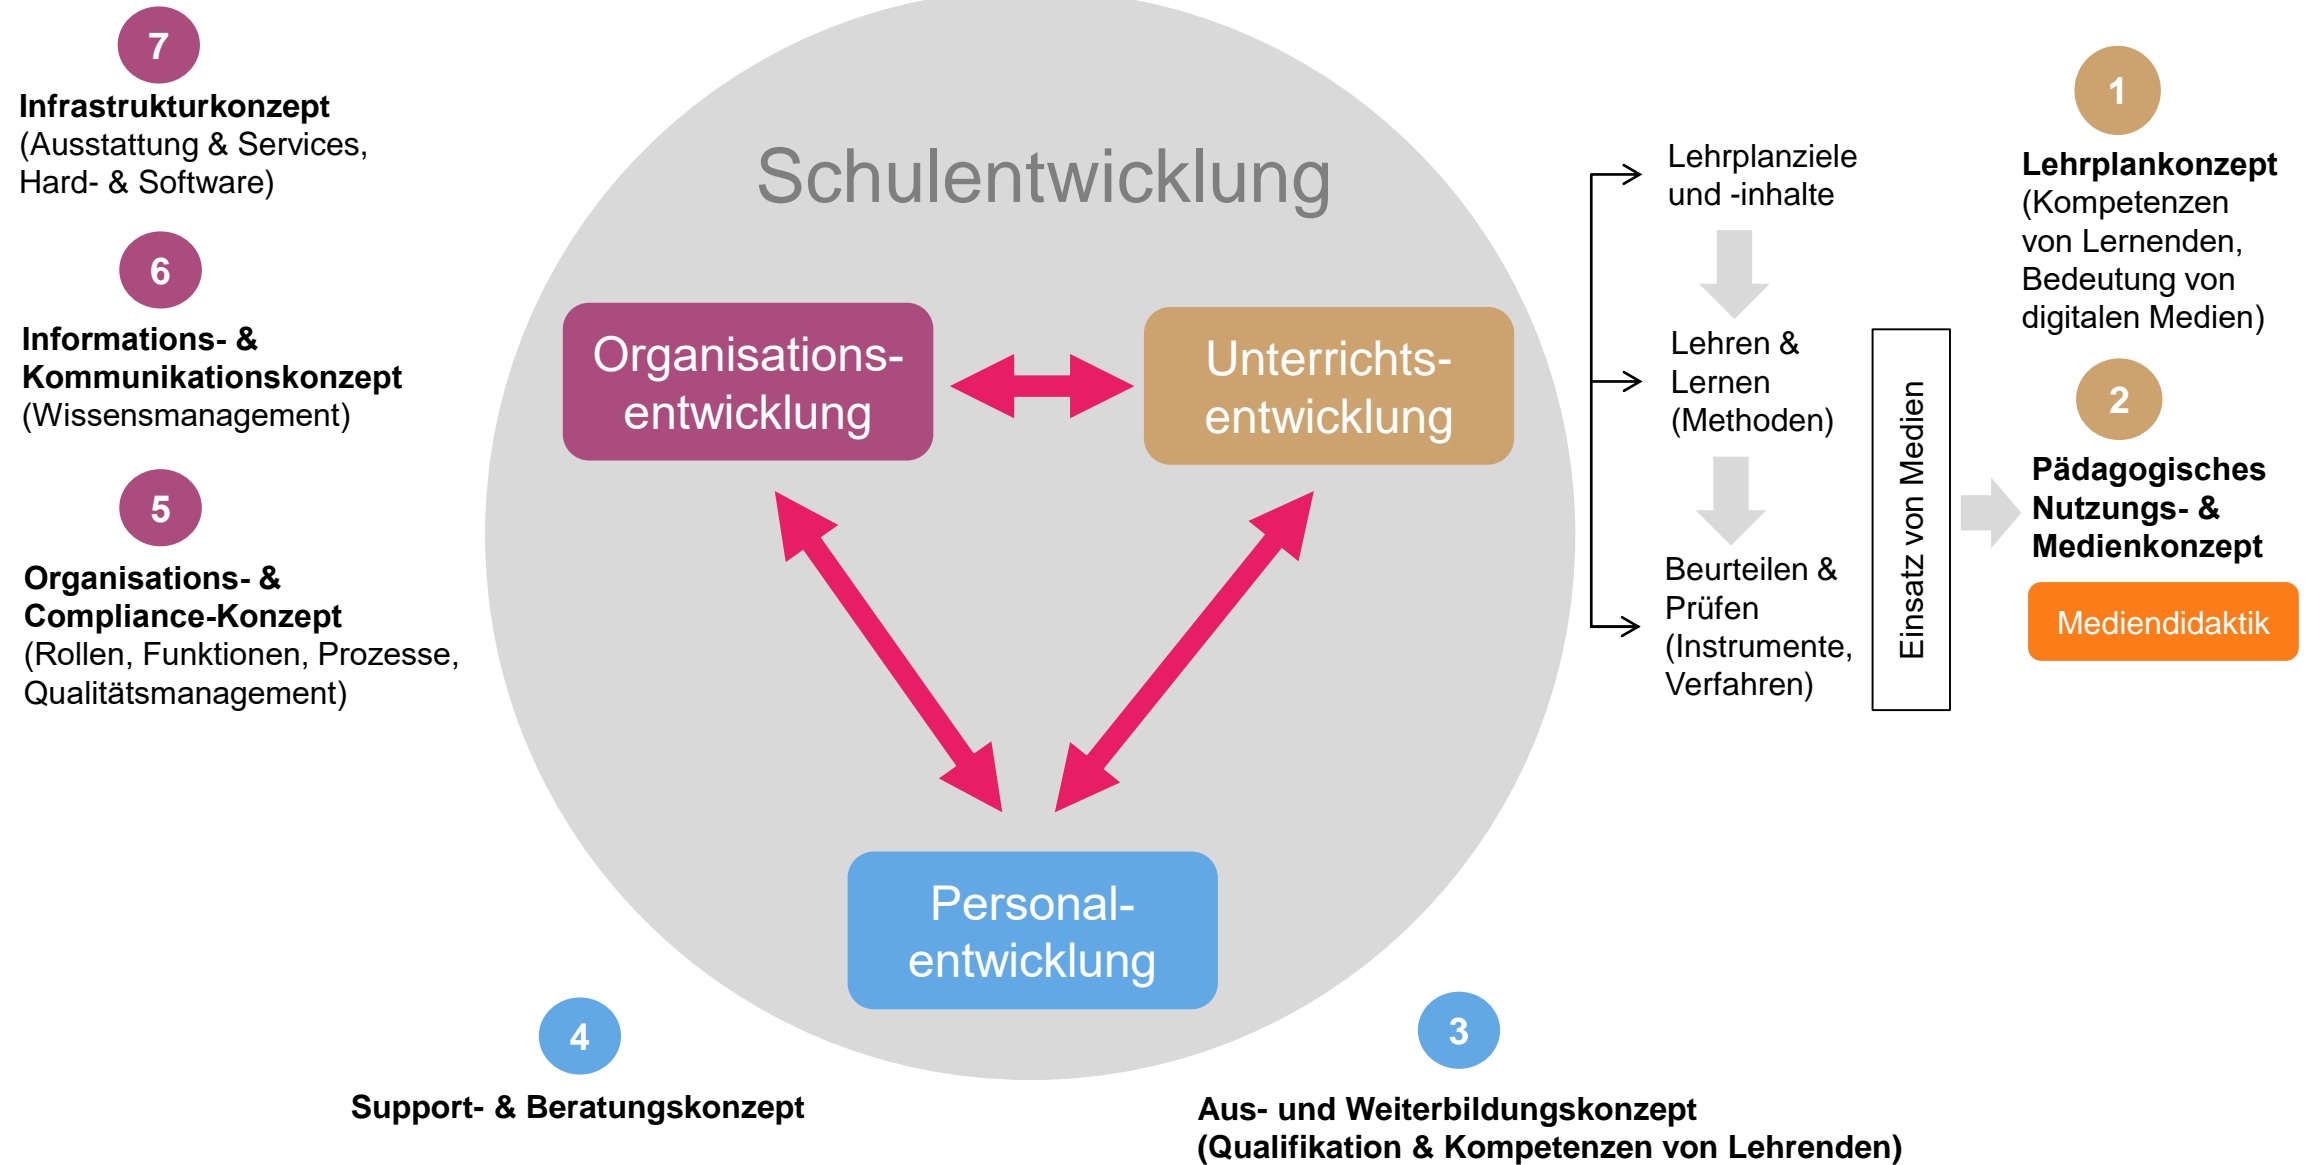 7
Infrastrukturkonzept
(Ausstattung & Services,
Hard- & Software)
6
Informations- &
Kommunikationskonzept
(Wissensmanagement)
5
Organisations- &
Compliance-Konzept
(Rollen, Funktionen, Prozesse,
Qualitätsmanagement)
Schulentwicklung
Organisations-
entwicklung
Unterrichts-
entwicklung
Personal-
entwicklung
Lehrplanziele
und -inhalte
Lehren &
Lernen
(Methoden)
Beurteilen &
Prüfen
(Instrumente,
Verfahren)
Einsatz von Medien
1
Lehrplankonzept
(Kompetenzen
von Lernenden,
Bedeutung von
digitalen Medien)
2
Pädagogisches
Nutzungs- &
Medienkonzept
Mediendidaktik
4
Support- & Beratungskonzept
3
Aus- und Weiterbildungskonzept
(Qualifikation & Kompetenzen von Lehrenden)